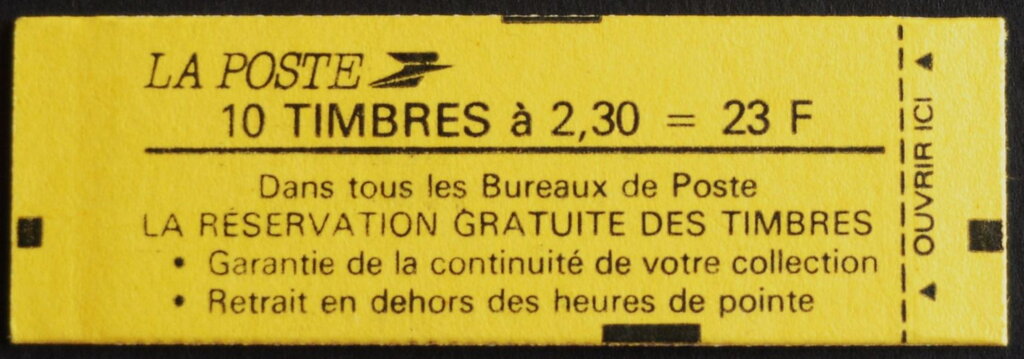 LA POSTE
10 TIMBRES à 2,30 = 23 F
Dans tous les Bureaux de Poste
LA RÉSERVATION GRATUITE DES TIMBRES
• Garantie de la continuité de votre collection
• Retrait en dehors des heures de pointe
▲ OUVRIR ICI ▲